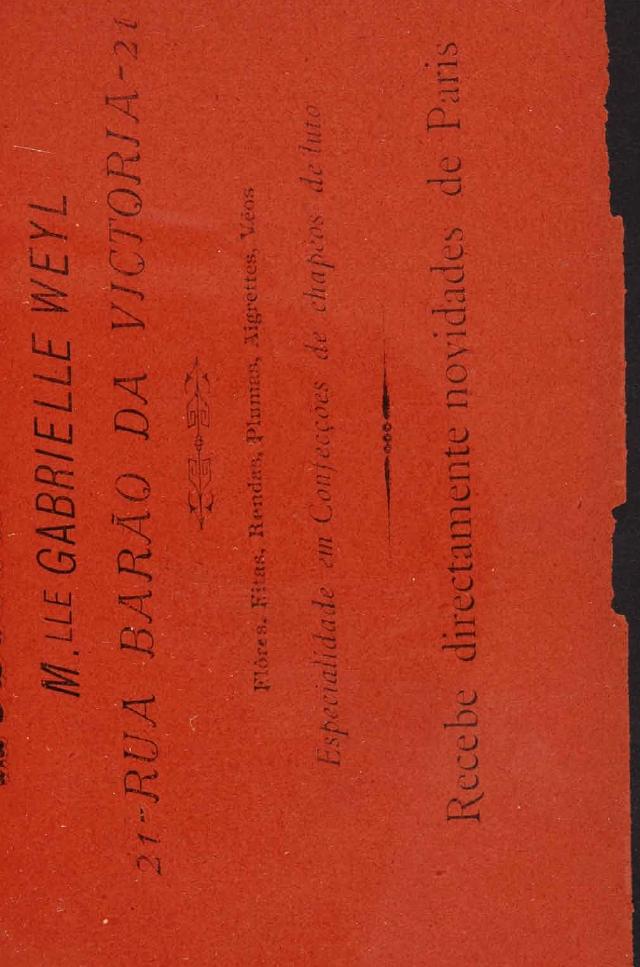 M.LLE GABRIELLE WEYL
21-RUA BARÃO DA VICTORIA-21
Flôres, Fitas, Rendas, Plumas, Aigrettes, Véos
Especialidade em Confecções de chapéos de luto
Recebe directamente novidades de Paris